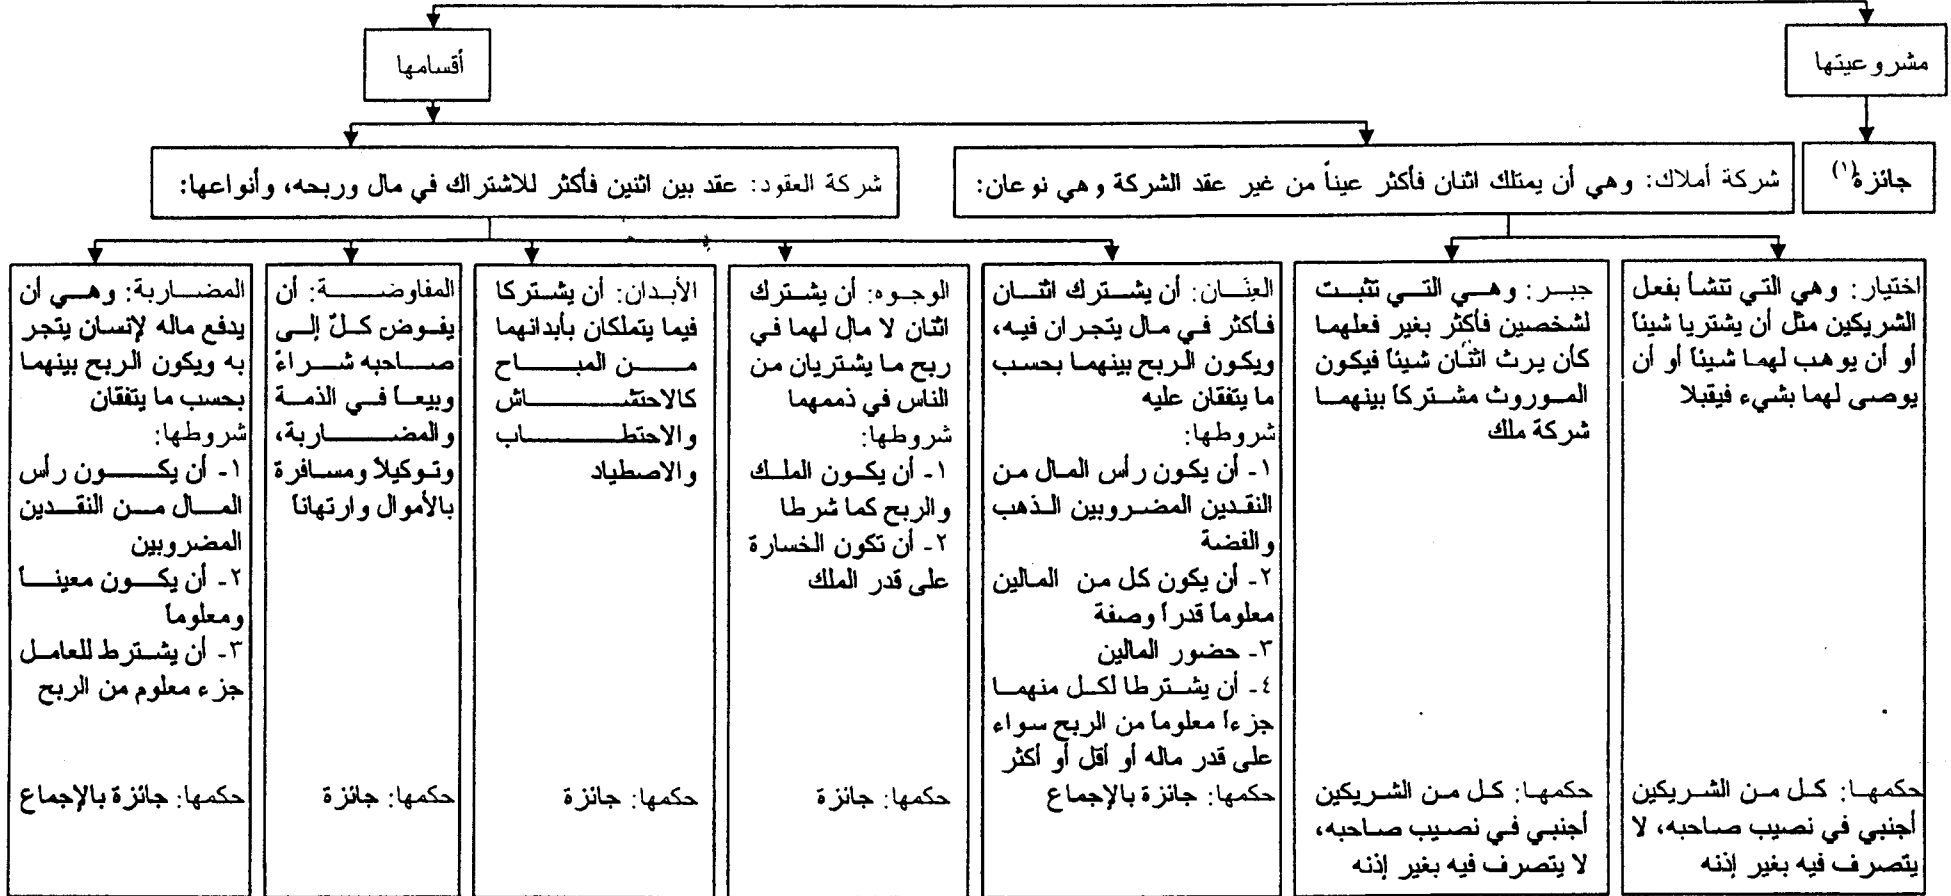 مشروعيتها
أقسامها
جائزة(١)
شركة أملاك: وهي أن يمتلك اثنان فأكثر عيناً من غير عقد الشركة وهي نوعان:
شركة العقود: عقد بين اثنين فأكثر للاشتراك في مال وربحه، وأنواعها:
اختيار: وهي التي تنشأ بفعل
الشريكين مثل أن يشتريا شيئاً
أو أن يوهب لهما شيئاً أو أن
يوصى لهما بشيء فيقبلا
حكمها: كل من الشريكين
أجنبي في نصيب صاحبه، لا
يتصرف فيه بغير إذنه
جبر: وهي التي تثبت
لشخصين فأكثر بغير فعلهما
كأن يرث اثنان شيئاً فيكون
الموروث مشتركاً بينهما
شركة ملك
حكمها: كل من الشريكين
أجنبي في نصيب صاحبه،
لا يتصرف فيه بغير إذنه
العنان: أن يشترك اثنان
فأكثر في مال يتجران فيه،
ويكون الربح بينهما بحسب
ما يتفقان عليه
شروطها:
١- أن يكون رأس المال من
النقدين المضروبين الذهب
والفضة
٢- أن يكون كل من المالين
معلوماً قدراً وصفة
٣- حضور المالين
٤- أن يشترطا لكل منهما
جزءاً معلوماً من الربح سواء
على قدر ماله أو أقل أو أكثر
حكمها: جائزة بالإجماع
الوجوه: أن يشترك
اثنان لا مال لهما في
ربح ما يشتريان من
الناس في ذممهما
شروطها:
١- أن يكون الملك
والربح كما شرطا
٢- أن تكون الخسارة
على قدر الملك
حكمها: جائزة
الأبدان: أن يشتركا
فيما يتملكان بأبدانهما
من المباح
كالاحتشاش
والاحتطاب
والاصطياد
حكمها: جائزة
المفاوضة: أن
يفوض كلٌ إلى
صاحبه شراءً
وبيعاً في الذمة
والمضاربة،
وتوكيلاً ومسافرة
بالأموال وارتهاناً
حكمها: جائزة
المضاربة: وهي أن
يدفع ماله لإنسان يتجر
به ويكون الربح بينهما
بحسب ما يتفقان
شروطها:
١- أن يكون رأس
المال من النقدين
المضروبين
٢- أن يكون معيناً
ومعلوماً
٣- أن يشترط للعامل
جزء معلوم من الربح
حكمها: جائزة بالإجماع